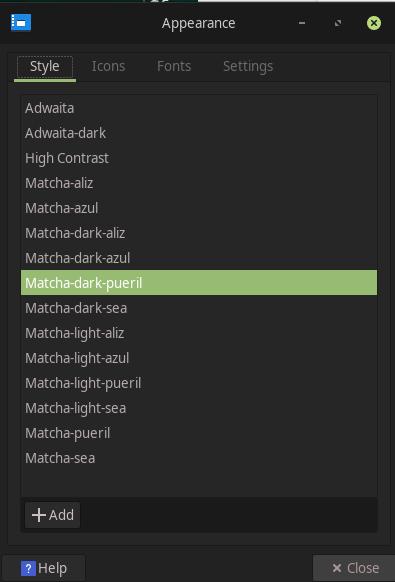 Appearance
Style Icons Fonts Settings
Adwaita
Adwaita-dark
High Contrast
Matcha-aliz
Matcha-azul
Matcha-dark-aliz
Matcha-dark-azul
Matcha-dark-pueril
Matcha-dark-sea
Matcha-light-aliz
Matcha-light-azul
Matcha-light-pueril
Matcha-light-sea
Matcha-pueril
Matcha-sea
Add
? Help
Close